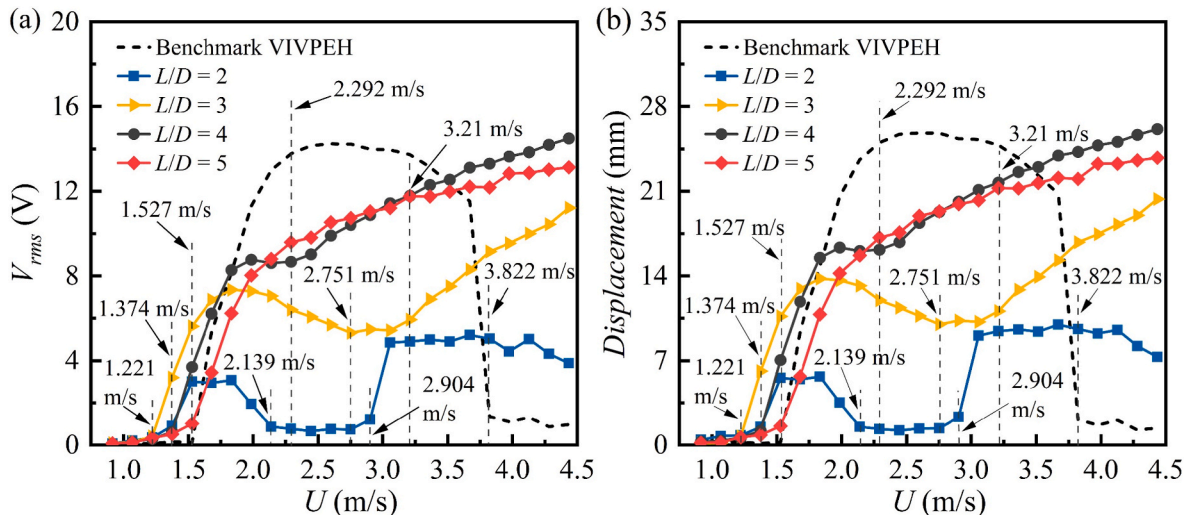 (a)
20
16
12
8
4
0
V_rms (V)
Benchmark VIVPEH
L/D = 2
L/D = 3
L/D = 4
L/D = 5
2.292 m/s
3.21 m/s
1.527 m/s
2.751 m/s
3.822 m/s
1.374 m/s
1.221
m/s
2.139 m/s
2.904
m/s
1.0 1.5 2.0 2.5 3.0 3.5 4.0 4.5
U (m/s)
(b)
35
28
21
14
7
0
Displacement (mm)
Benchmark VIVPEH
L/D = 2
L/D = 3
L/D = 4
L/D = 5
2.292 m/s
3.21 m/s
1.527 m/s
2.751 m/s
3.822 m/s
1.374 m/s
1.221
m/s
2.139 m/s
2.904
m/s
1.0 1.5 2.0 2.5 3.0 3.5 4.0 4.5
U (m/s)